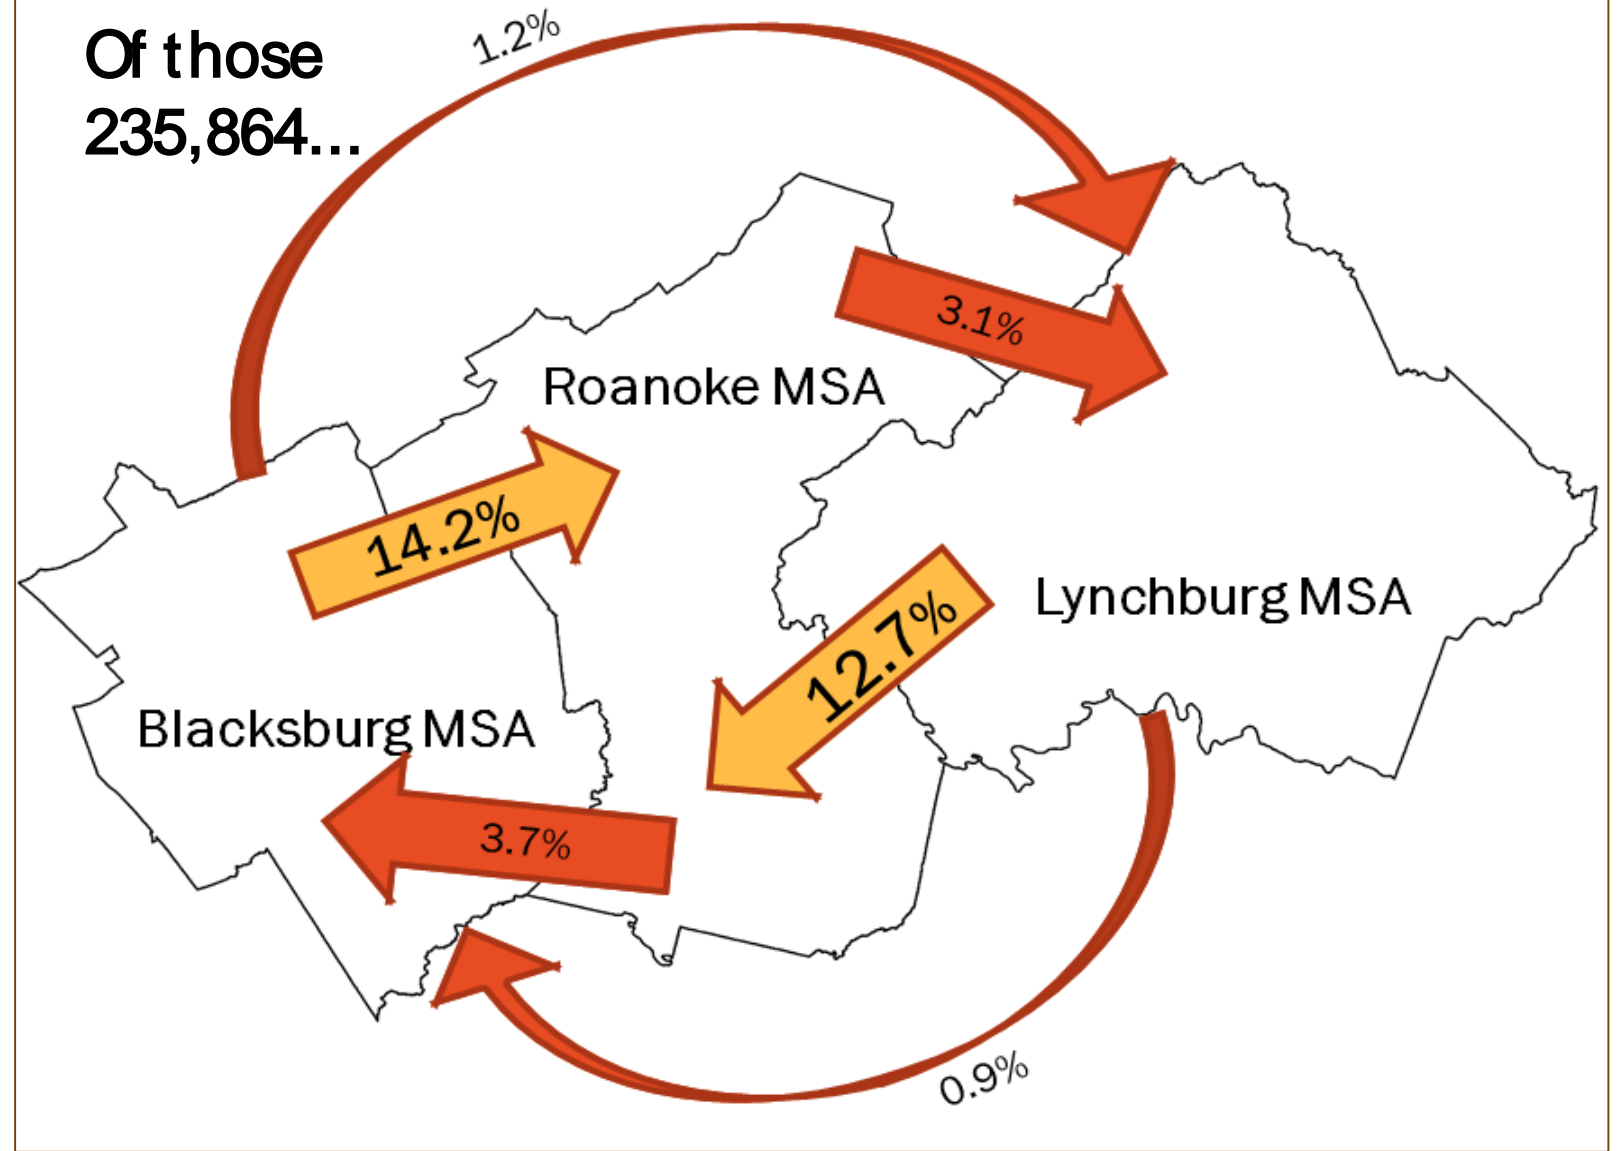 Of those
235,864...
1.2%
3.1%
Roanoke MSA
14.2%
Lynchburg MSA
12.7%
Blacksburg MSA
3.7%
0.9%